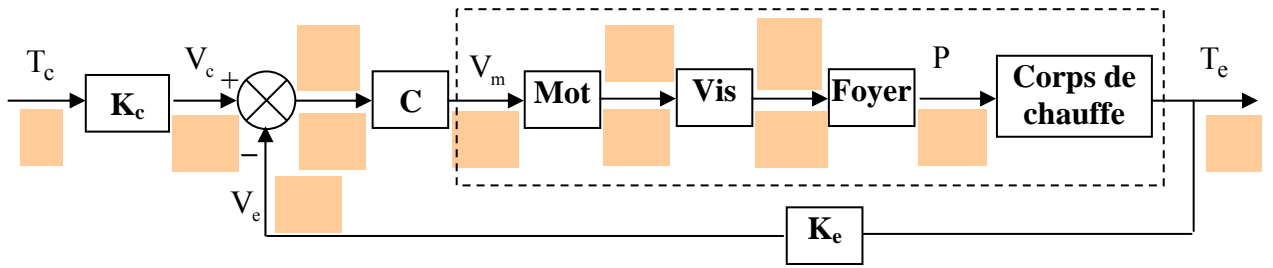 T_c
K_c
V_c
+
−
V_e
C
V_m
Mot
Vis
Foyer
P
Corps de
chauffe
T_e
K_e